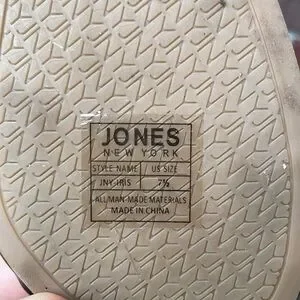 JONES
NEW YORK
STYLE NAME US SIZE
JNY-IRIS 7½
ALL MAN-MADE MATERIALS
MADE IN CHINA